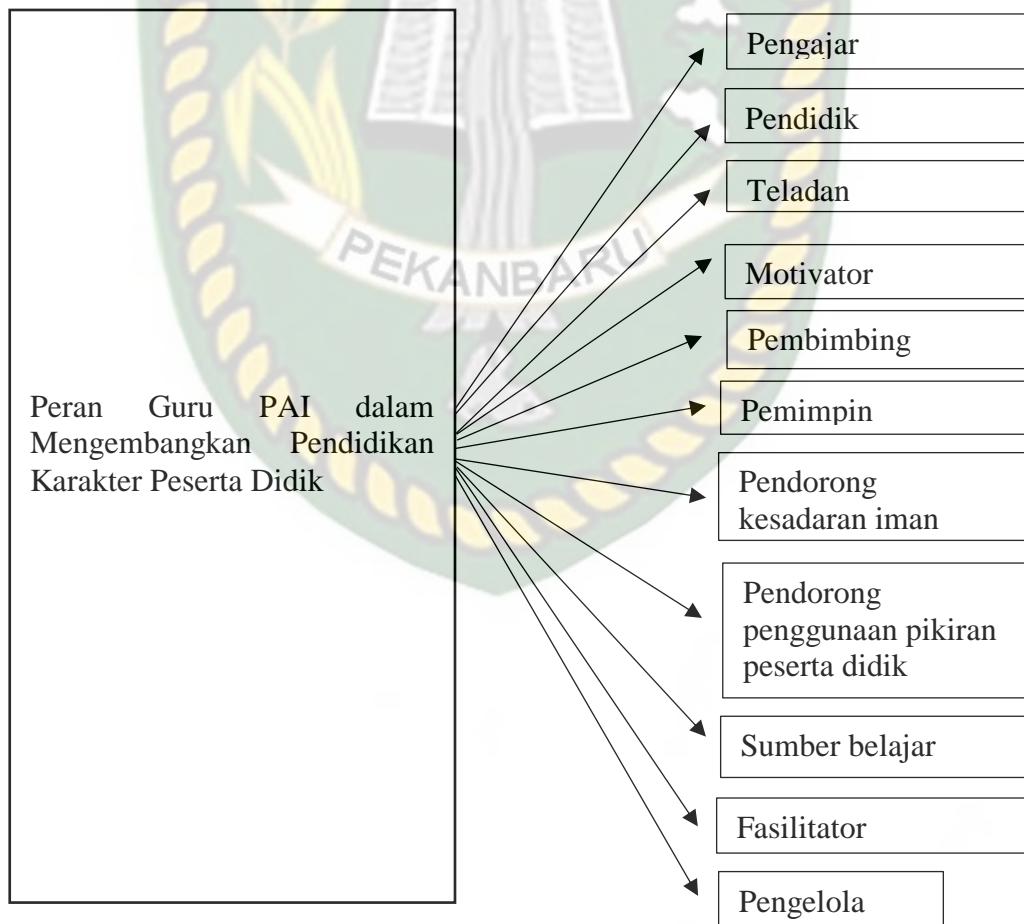 Peran Guru PAI dalam
Mengembangkan Pendidikan
Karakter Peserta Didik
Pengajar
Pendidik
Teladan
Motivator
Pembimbing
Pemimpin
Pendorong
kesadaran iman
Pendorong
penggunaan pikiran
peserta didik
Sumber belajar
Fasilitator
Pengelola
PEKANBARU